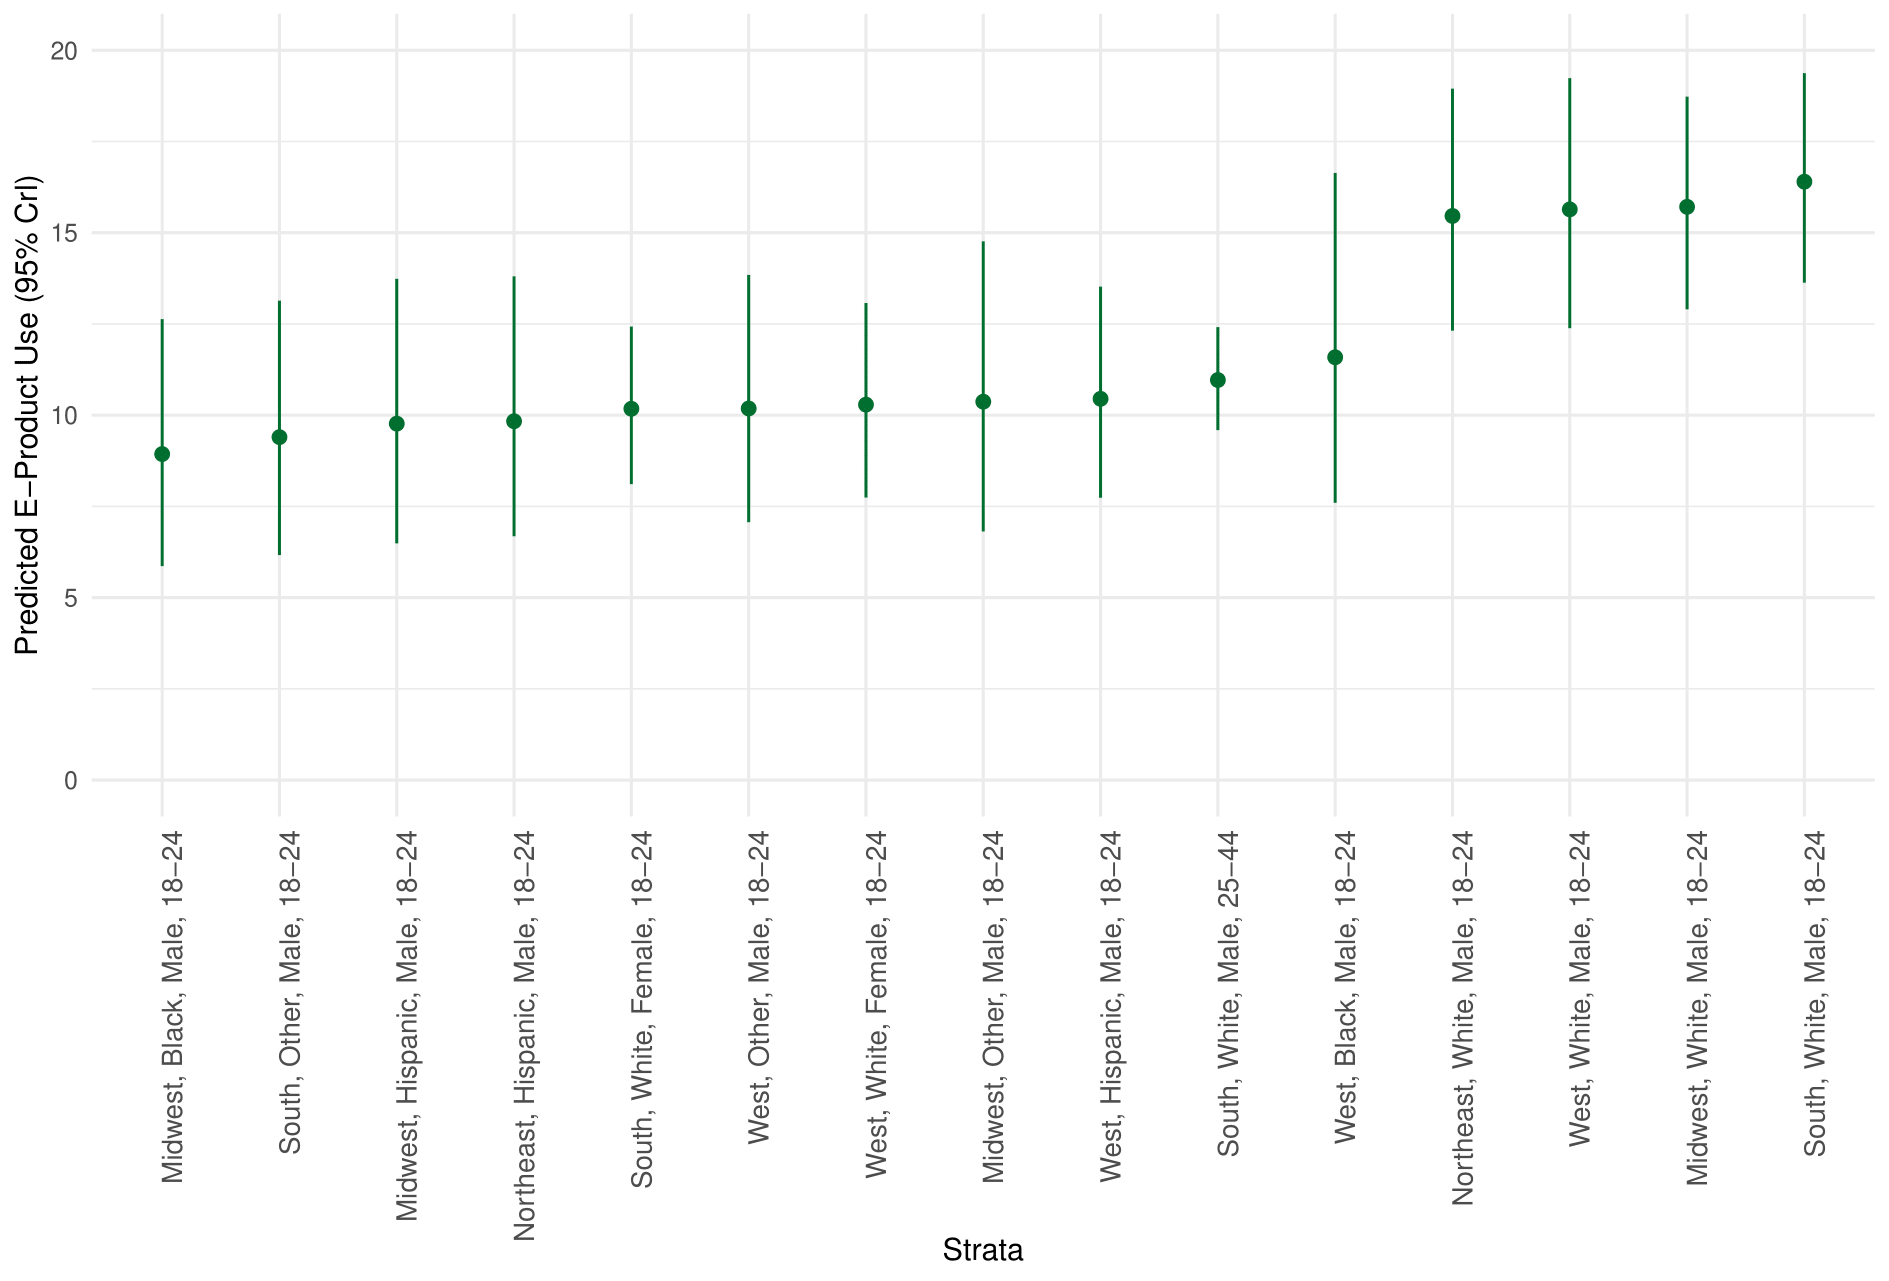 20
15
10
5
0
Predicted E−Product Use (95% CrI)
Midwest, Black, Male, 18−24
South, Other, Male, 18−24
Midwest, Hispanic, Male, 18−24
Northeast, Hispanic, Male, 18−24
South, White, Female, 18−24
West, Other, Male, 18−24
West, White, Female, 18−24
Midwest, Other, Male, 18−24
West, Hispanic, Male, 18−24
South, White, Male, 25−44
West, Black, Male, 18−24
Northeast, White, Male, 18−24
West, White, Male, 18−24
Midwest, White, Male, 18−24
South, White, Male, 18−24
Strata